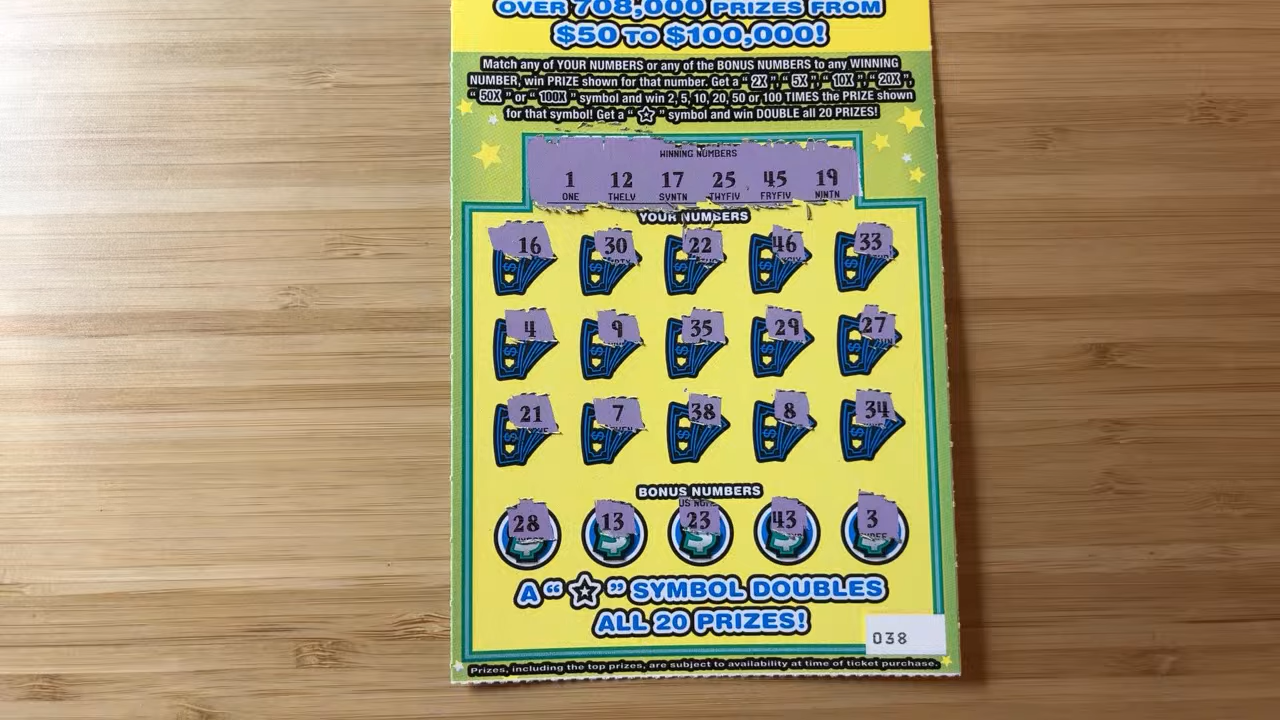 OVER 708,000 PRIZES FROM
$50 TO $100,000!
Match any of YOUR NUMBERS or any of the BONUS NUMBERS to any WINNING
NUMBER, win PRIZE shown for that number. Get a "2X", "5X", "10X", "20X",
"50X" or "100X" symbol and win 2, 5, 10, 20, 50 or 100 TIMES the PRIZE shown
for that symbol! Get a "☆" symbol and win DOUBLE all 20 PRIZES!
WINNING NUMBERS
1 12 17 25 45 19
ONE THELV SVNTN TWYFIV FRYFIV NINTN
YOUR NUMBERS
16 30 22 46 33
4 9 35 29 27
21 7 38 8 34
BONUS NUMBERS
28 13 23 43 3
A "☆" SYMBOL DOUBLES
ALL 20 PRIZES!
038
Prizes, including the top prizes, are subject to availability at time of ticket purchase.